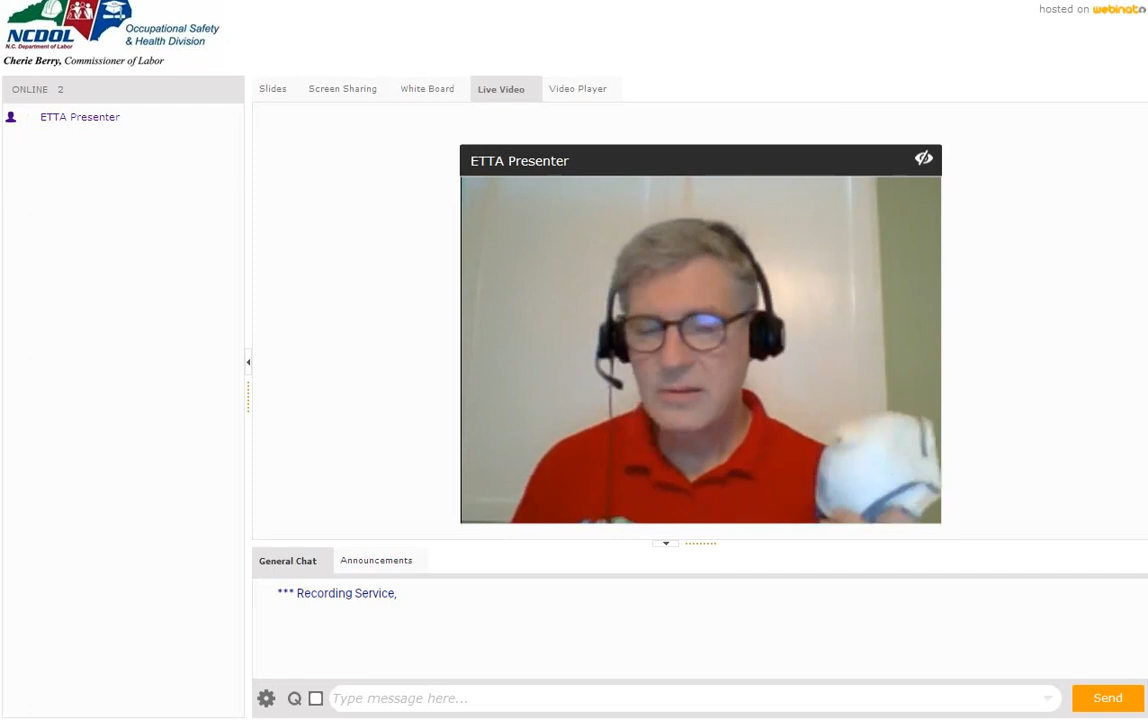 hosted on webinato
NCDOL
N.C. Department of Labor
Occupational Safety
& Health Division
Cherie Berry, Commissioner of Labor
ONLINE 2
Slides Screen Sharing White Board Live Video Video Player
ETTA Presenter
ETTA Presenter
General Chat Announcements
*** Recording Service,
Type message here...
Send